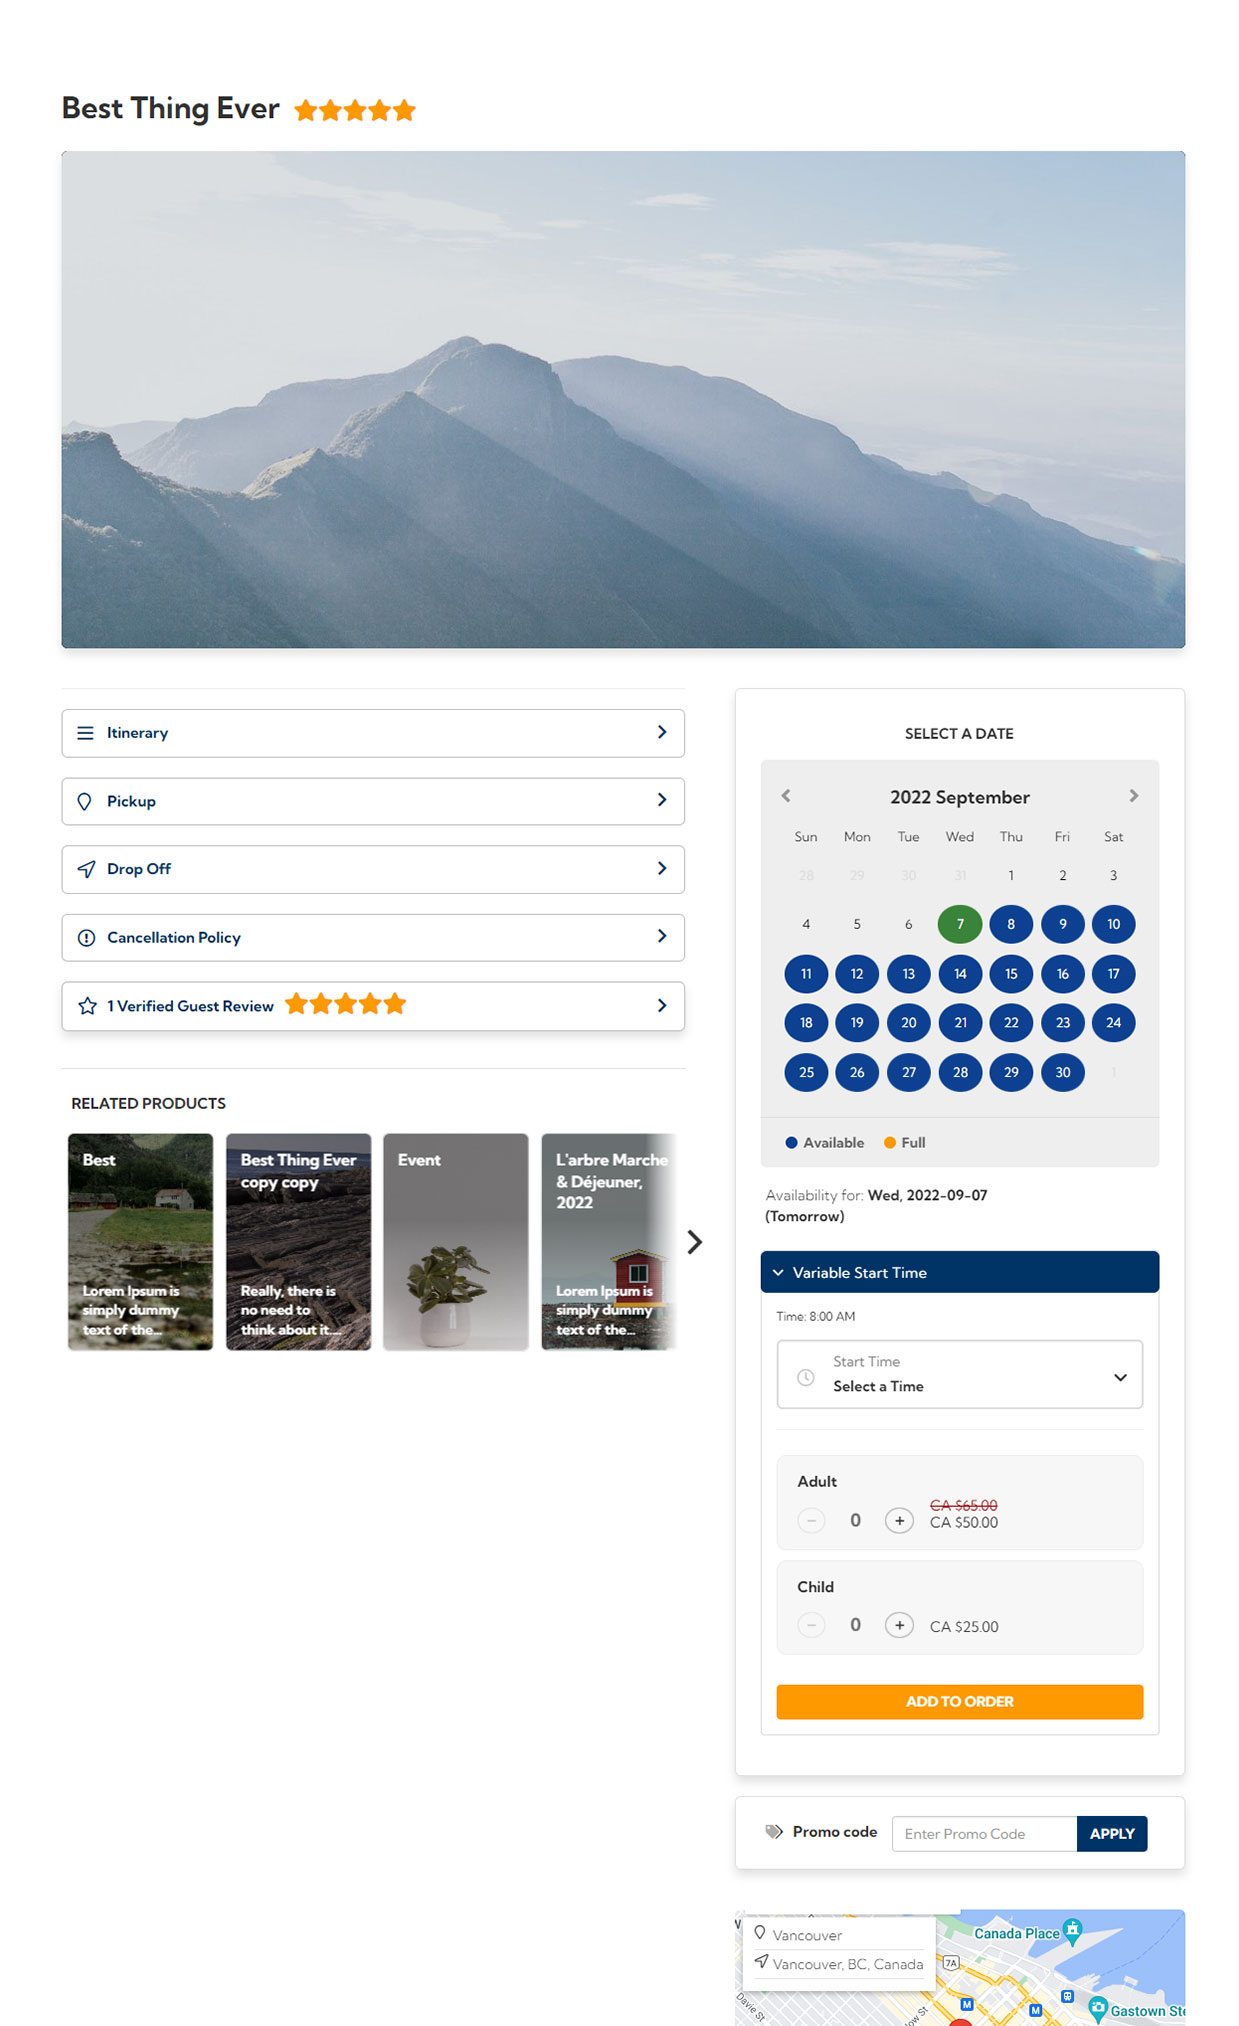 Best Thing Ever
Itinerary
Pickup
Drop Off
Cancellation Policy
1 Verified Guest Review
RELATED PRODUCTS
Best
Lorem Ipsum is
simply dummy
text of the...
Best Thing Ever
copy copy
Really, there is
no need to
think about it....
Event
L'arbre Marche
& Déjeuner,
2022
Lorem Ipsum is
simply dummy
text of the...
SELECT A DATE
2022 September
Sun Mon Tue Wed Thu Fri Sat
28 29 30 31 1 2 3
4 5 6 7 8 9 10
11 12 13 14 15 16 17
18 19 20 21 22 23 24
25 26 27 28 29 30 1
Available Full
Availability for: Wed, 2022-09-07
(Tomorrow)
Variable Start Time
Time: 8:00 AM
Start Time
Select a Time
Adult
CA $65.00
0 CA $50.00
Child
0 CA $25.00
ADD TO ORDER
Promo code Enter Promo Code APPLY
Vancouver
Vancouver, BC, Canada
Canada Place
7A
Davie St
M
M
Gastown Ste